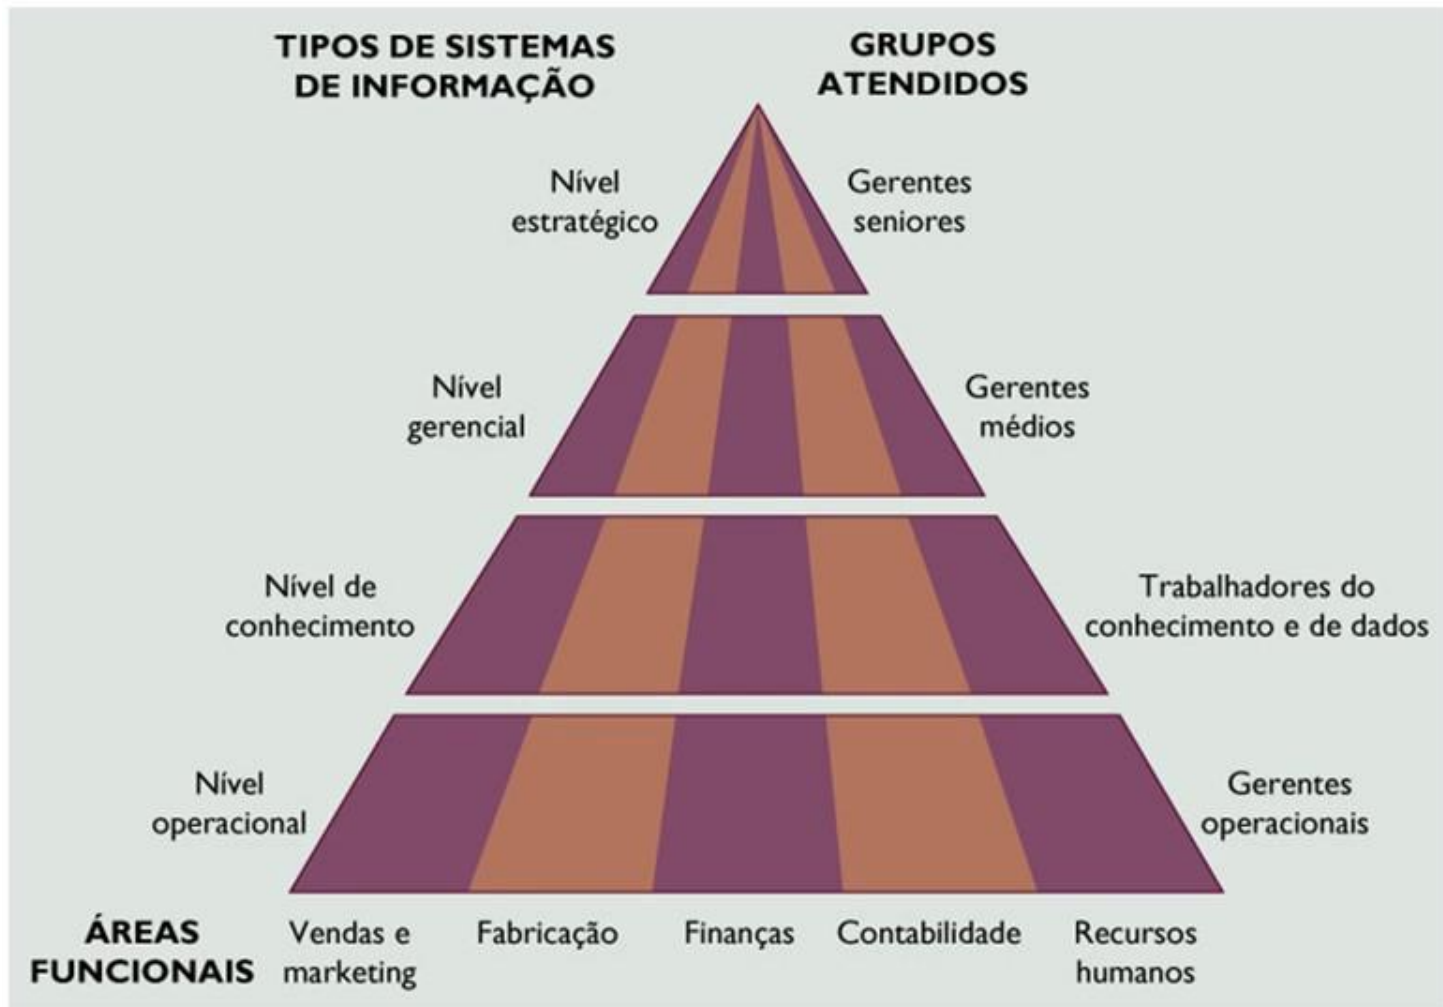 TIPOS DE SISTEMAS
DE INFORMAÇÃO
GRUPOS
ATENDIDOS
Nível
estratégico
Gerentes
seniores
Nível
gerencial
Gerentes
médios
Nível de
conhecimento
Trabalhadores do
conhecimento e de dados
Nível
operacional
Gerentes
operacionais
ÁREAS
FUNCIONAIS
Vendas e
marketing
Fabricação
Finanças
Contabilidade
Recursos
humanos